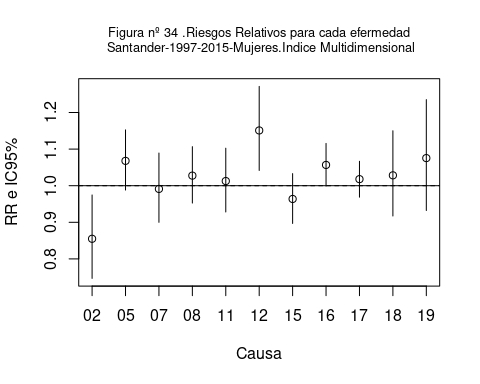 Figura nº 34 .Riesgos Relativos para cada efermedad
Santander-1997-2015-Mujeres.Indice Multidimensional
RR e IC95%
1.2
1.1
1.0
0.9
0.8
02 05 07 08 11 12 15 16 17 18 19
Causa